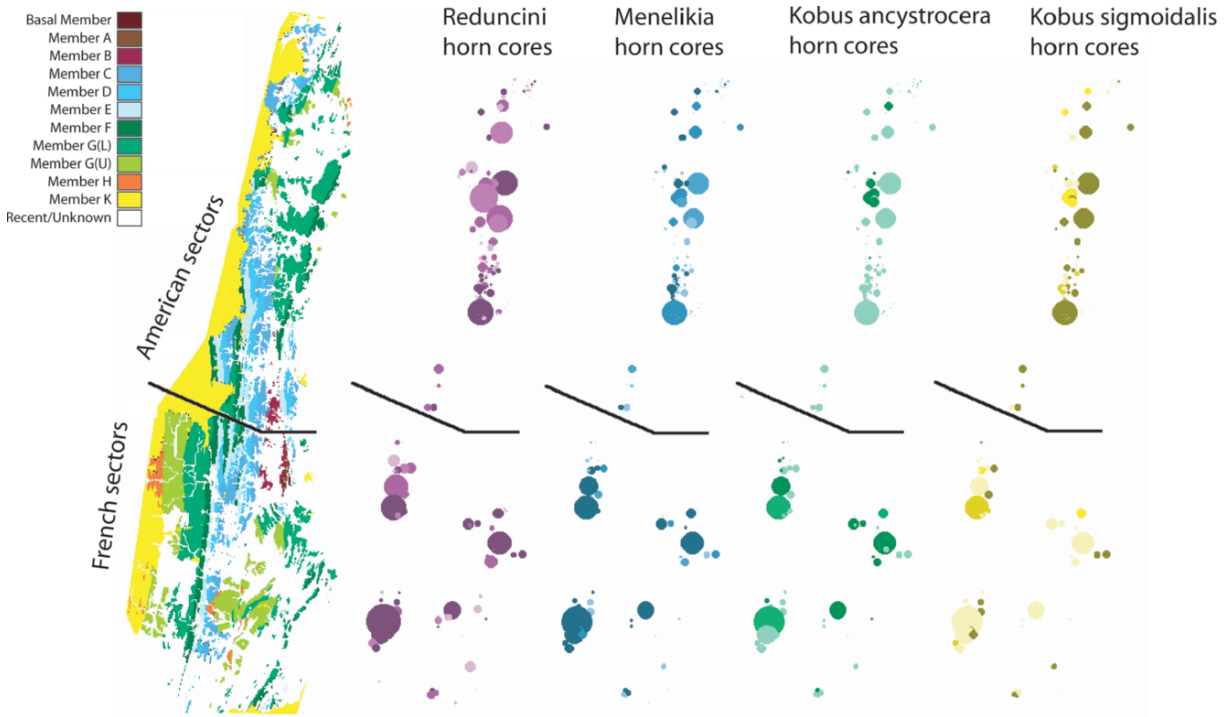 Basal Member
Member A
Member B
Member C
Member D
Member E
Member F
Member G(L)
Member G(U)
Member H
Member K
Recent/Unknown
American sectors
French sectors
Reduncini
horn cores
Menelikia
horn cores
Kobus ancystrocera
horn cores
Kobus sigmoidalis
horn cores